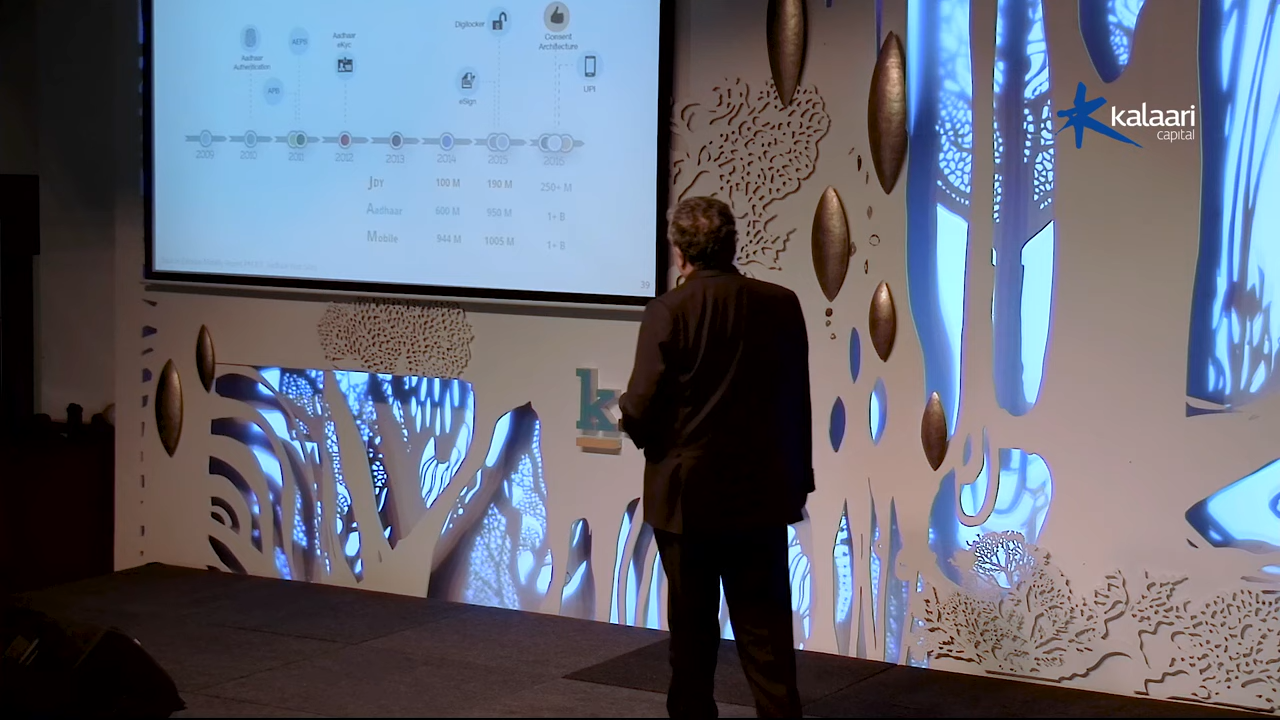 Digilocker
Consent
Architecture
AEPS
Aadhaar
eKyc
Aadhaar
Authentication
APB
eSign
UPI
2009 2010 2011 2012 2013 2014 2015 2016
JDY 100 M 190 M 250+ M
Aadhaar 600 M 950 M 1+ B
Mobile 944 M 1005 M 1+ B
39
kalaari
capital
k